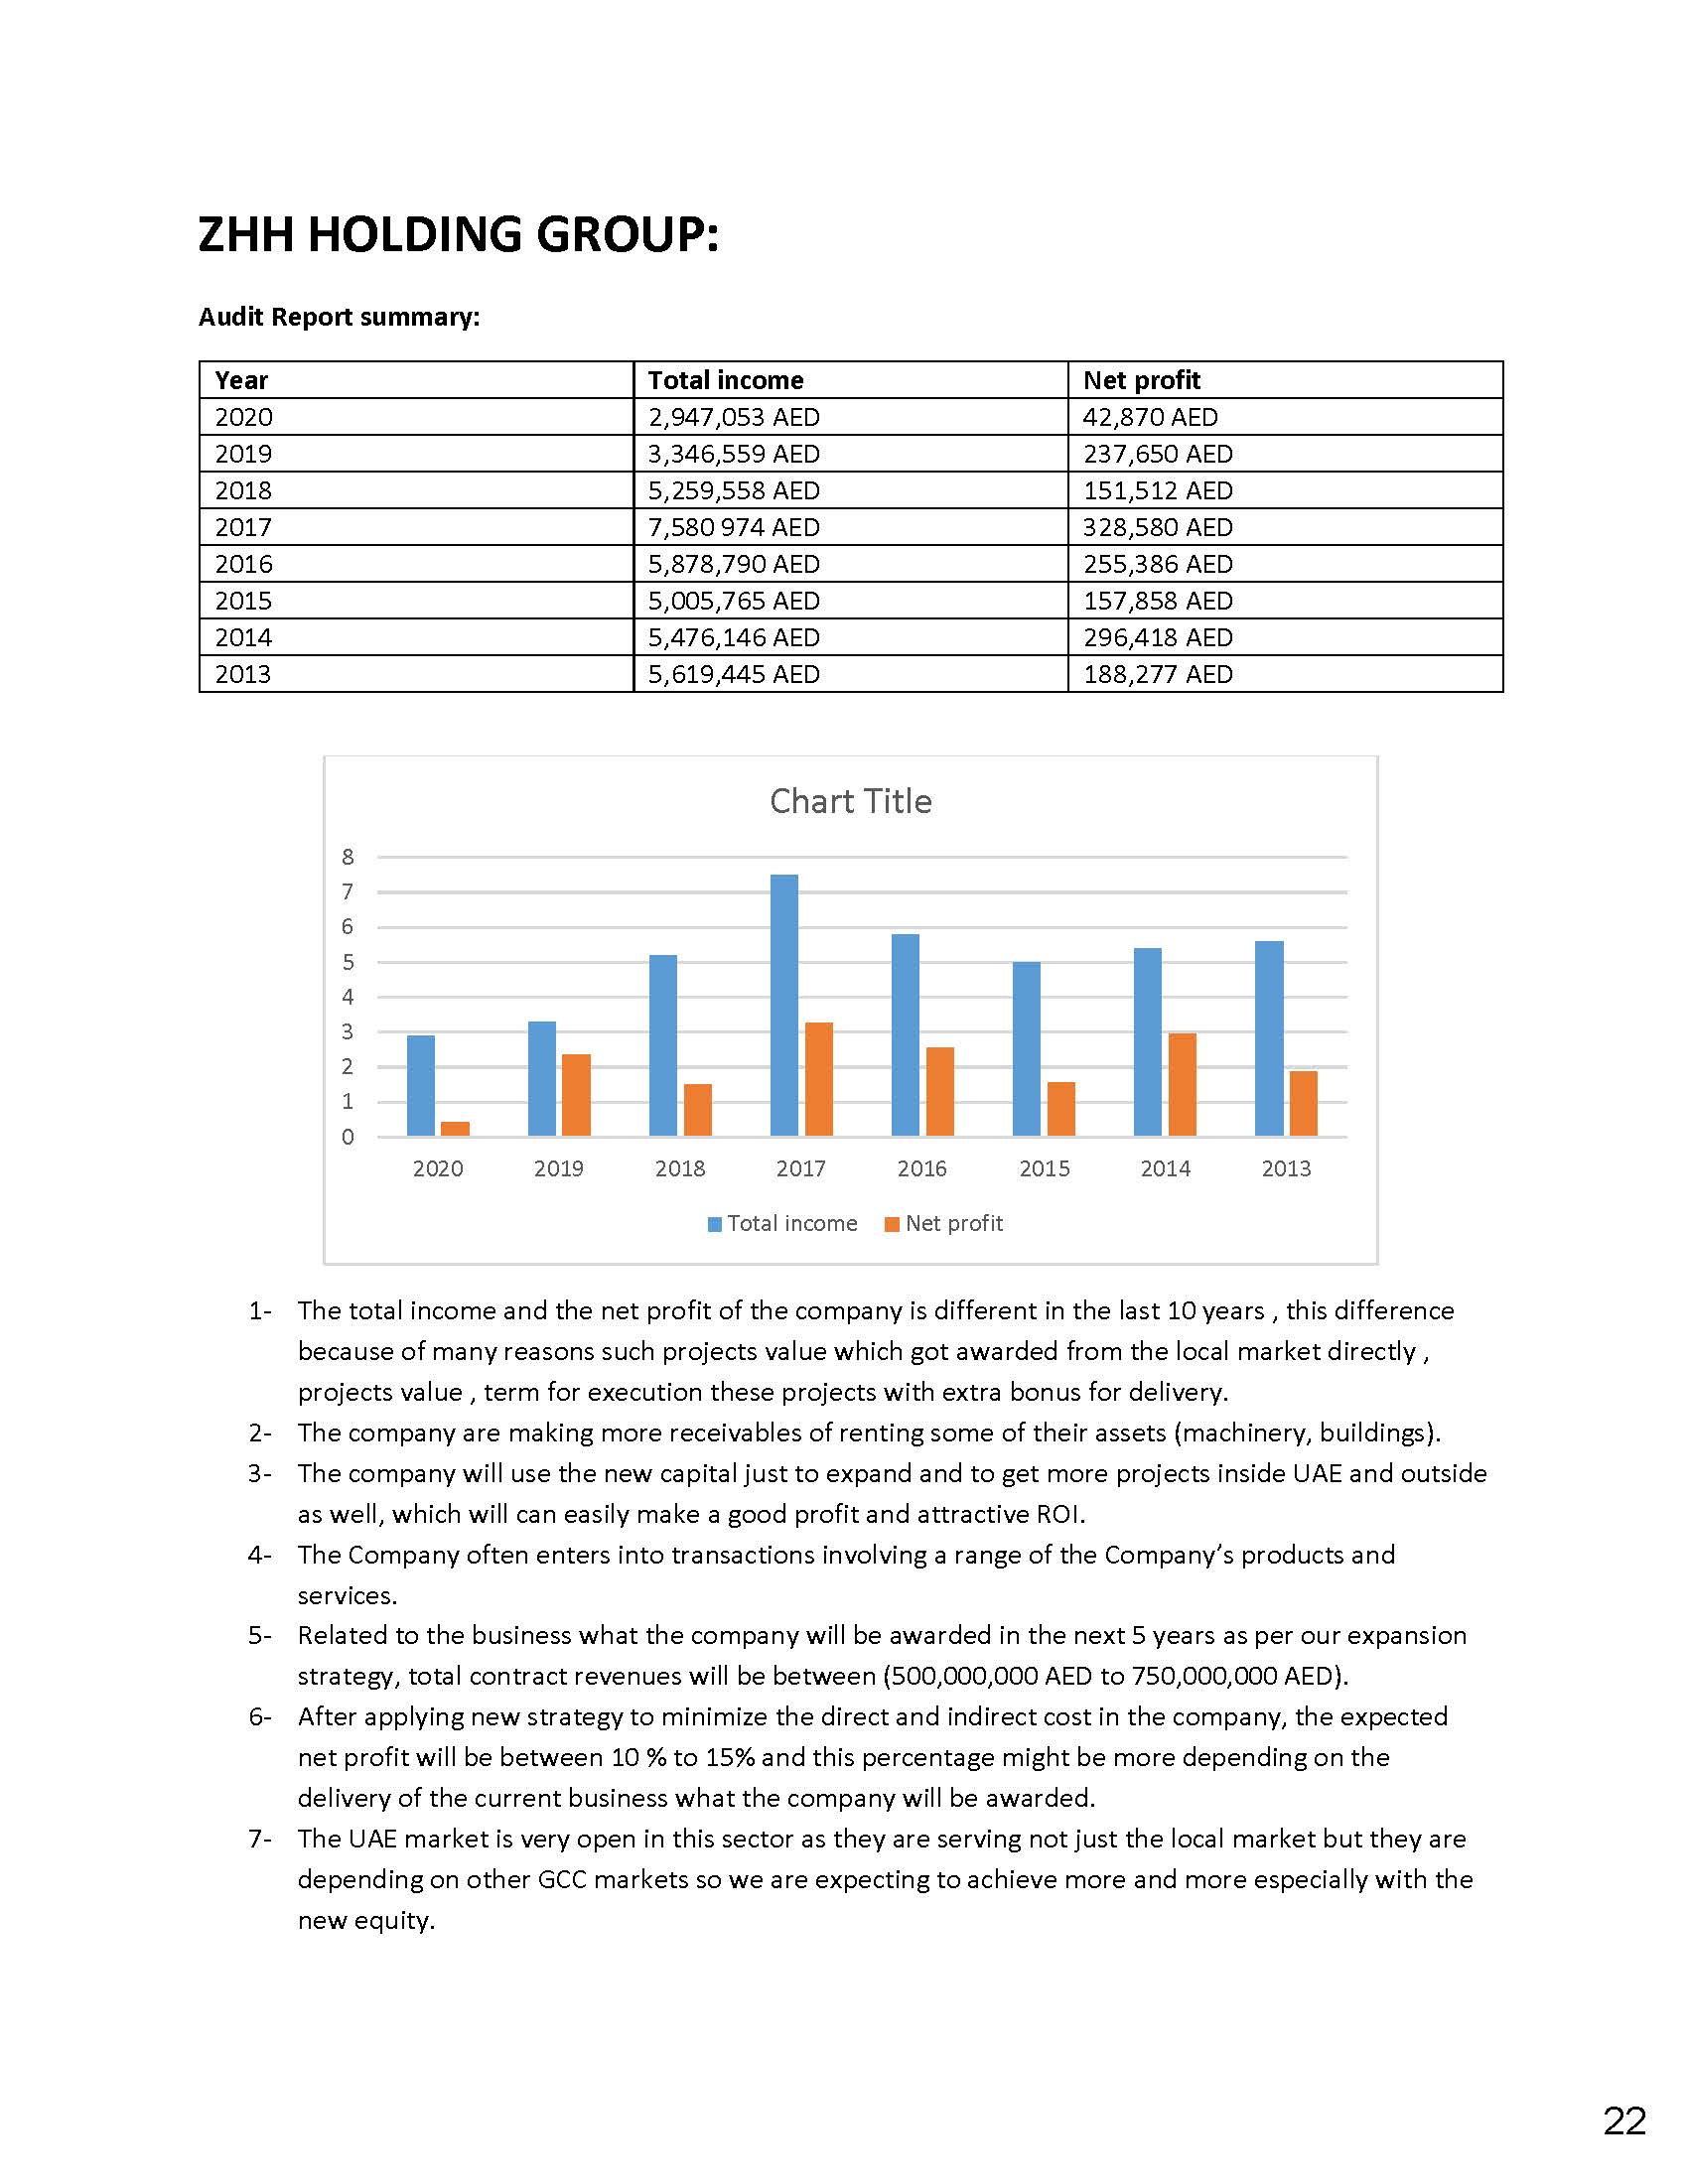 ZHH HOLDING GROUP:
Audit Report summary:
Year Total income Net profit
2020 2,947,053 AED 42,870 AED
2019 3,346,559 AED 237,650 AED
2018 5,259,558 AED 151,512 AED
2017 7,580 974 AED 328,580 AED
2016 5,878,790 AED 255,386 AED
2015 5,005,765 AED 157,858 AED
2014 5,476,146 AED 296,418 AED
2013 5,619,445 AED 188,277 AED
Chart Title
8
7
6
5
4
3
2
1
0
2020 2019 2018 2017 2016 2015 2014 2013
Total income Net profit
1- The total income and the net profit of the company is different in the last 10 years , this difference
because of many reasons such projects value which got awarded from the local market directly ,
projects value , term for execution these projects with extra bonus for delivery.
2- The company are making more receivables of renting some of their assets (machinery, buildings).
3- The company will use the new capital just to expand and to get more projects inside UAE and outside
as well, which will can easily make a good profit and attractive ROI.
4- The Company often enters into transactions involving a range of the Company’s products and
services.
5- Related to the business what the company will be awarded in the next 5 years as per our expansion
strategy, total contract revenues will be between (500,000,000 AED to 750,000,000 AED).
6- After applying new strategy to minimize the direct and indirect cost in the company, the expected
net profit will be between 10 % to 15% and this percentage might be more depending on the
delivery of the current business what the company will be awarded.
7- The UAE market is very open in this sector as they are serving not just the local market but they are
depending on other GCC markets so we are expecting to achieve more and more especially with the
new equity.
22